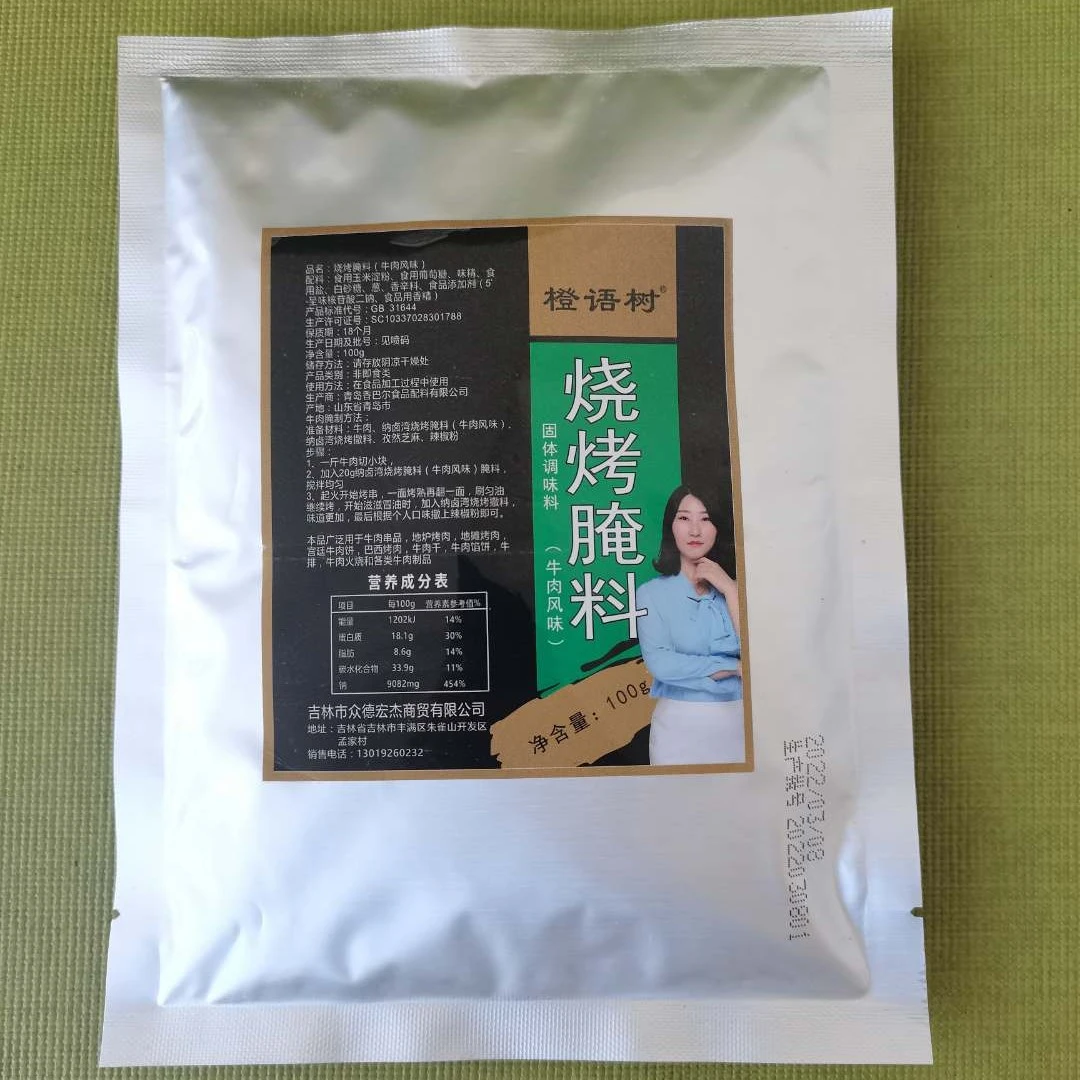 品名：烧烤腌料（牛肉风味）
配料：食用玉米淀粉、食用葡萄糖、味精、食
用盐、白砂糖、葱、香辛料、食品添加剂（5'
-呈味核苷酸二钠、食品用香精）
产品标准代号：GB 31644
生产许可证号：SC10337028301788
保质期：18个月
生产日期及批号：见喷码
净含量：100g
储存方法：请存放阴凉干燥处
产品类别：非即食类
使用方法：在食品加工过程中使用
生产商：青岛香巴尔食品配料有限公司
产地：山东省青岛市
牛肉腌制方法：
准备材料：牛肉、纳卤湾烧烤腌料（牛肉风味）、
纳卤湾烧烤撒料、孜然芝麻、辣椒粉
步骤：
1、一斤牛肉切小块，
2、加入20g纳卤湾烧烤腌料（牛肉风味）腌料，
搅拌均匀
3、起火开始烤串，一面烤熟再翻一面，刷匀油
继续烤，开始滋滋冒油时，加入纳卤湾烧烤撒料，
味道更加，最后根据个人口味撒上辣椒粉即可。
本品广泛用于牛肉串品，地炉烤肉，地摊烤肉，
宫廷牛肉饼，巴西烤肉，牛肉干，牛肉馅饼，牛
排，牛肉火烧和各类牛肉制品
营养成分表
项目 每100g 营养素参考值%
能量 1202kJ 14%
蛋白质 18.1g 30%
脂肪 8.6g 14%
碳水化合物 33.9g 11%
钠 9082mg 454%
吉林市众德宏杰商贸有限公司
地址：吉林省吉林市丰满区朱雀山开发区
孟家村
销售电话：13019260232
橙语树®
烧烤腌料
固体调味料
（牛肉风味）
净含量：100g
2022/03/08
生产批号 2022030801